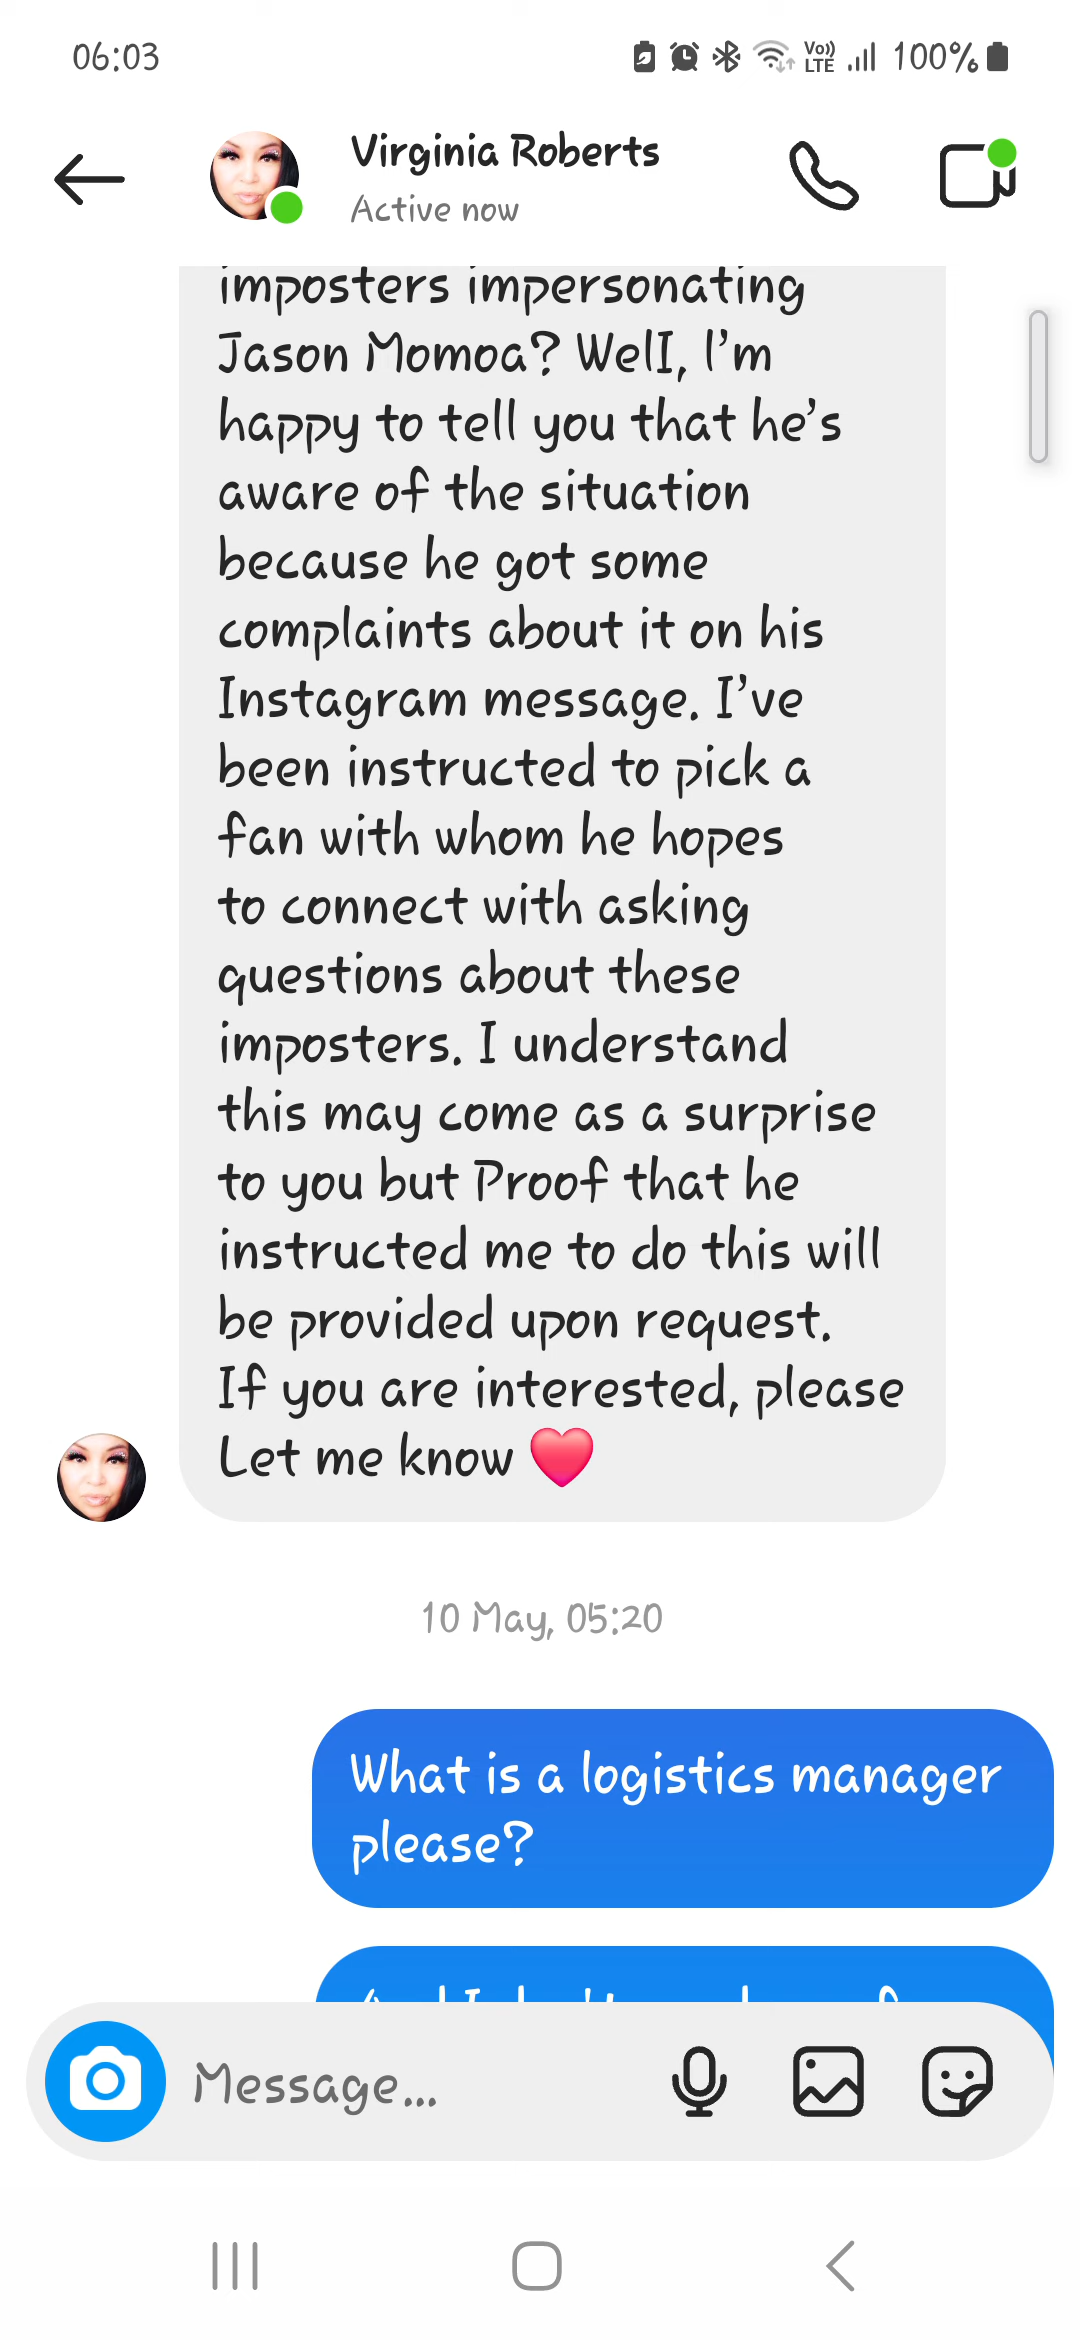 06:03
Vo)) LTE 100%
Virginia Roberts
Active now
imposters impersonating
Jason Momoa? WelI, I'm
happy to tell you that he's
aware of the situation
because he got some
complaints about it on his
Instagram message. I've
been instructed to pick a
fan with whom he hopes
to connect with asking
questions about these
imposters. I understand
this may come as a surprise
to you but Proof that he
instructed me to do this will
be provided upon request.
If you are interested, please
Let me know
10 May, 05:20
What is a logistics manager
please?
Message...